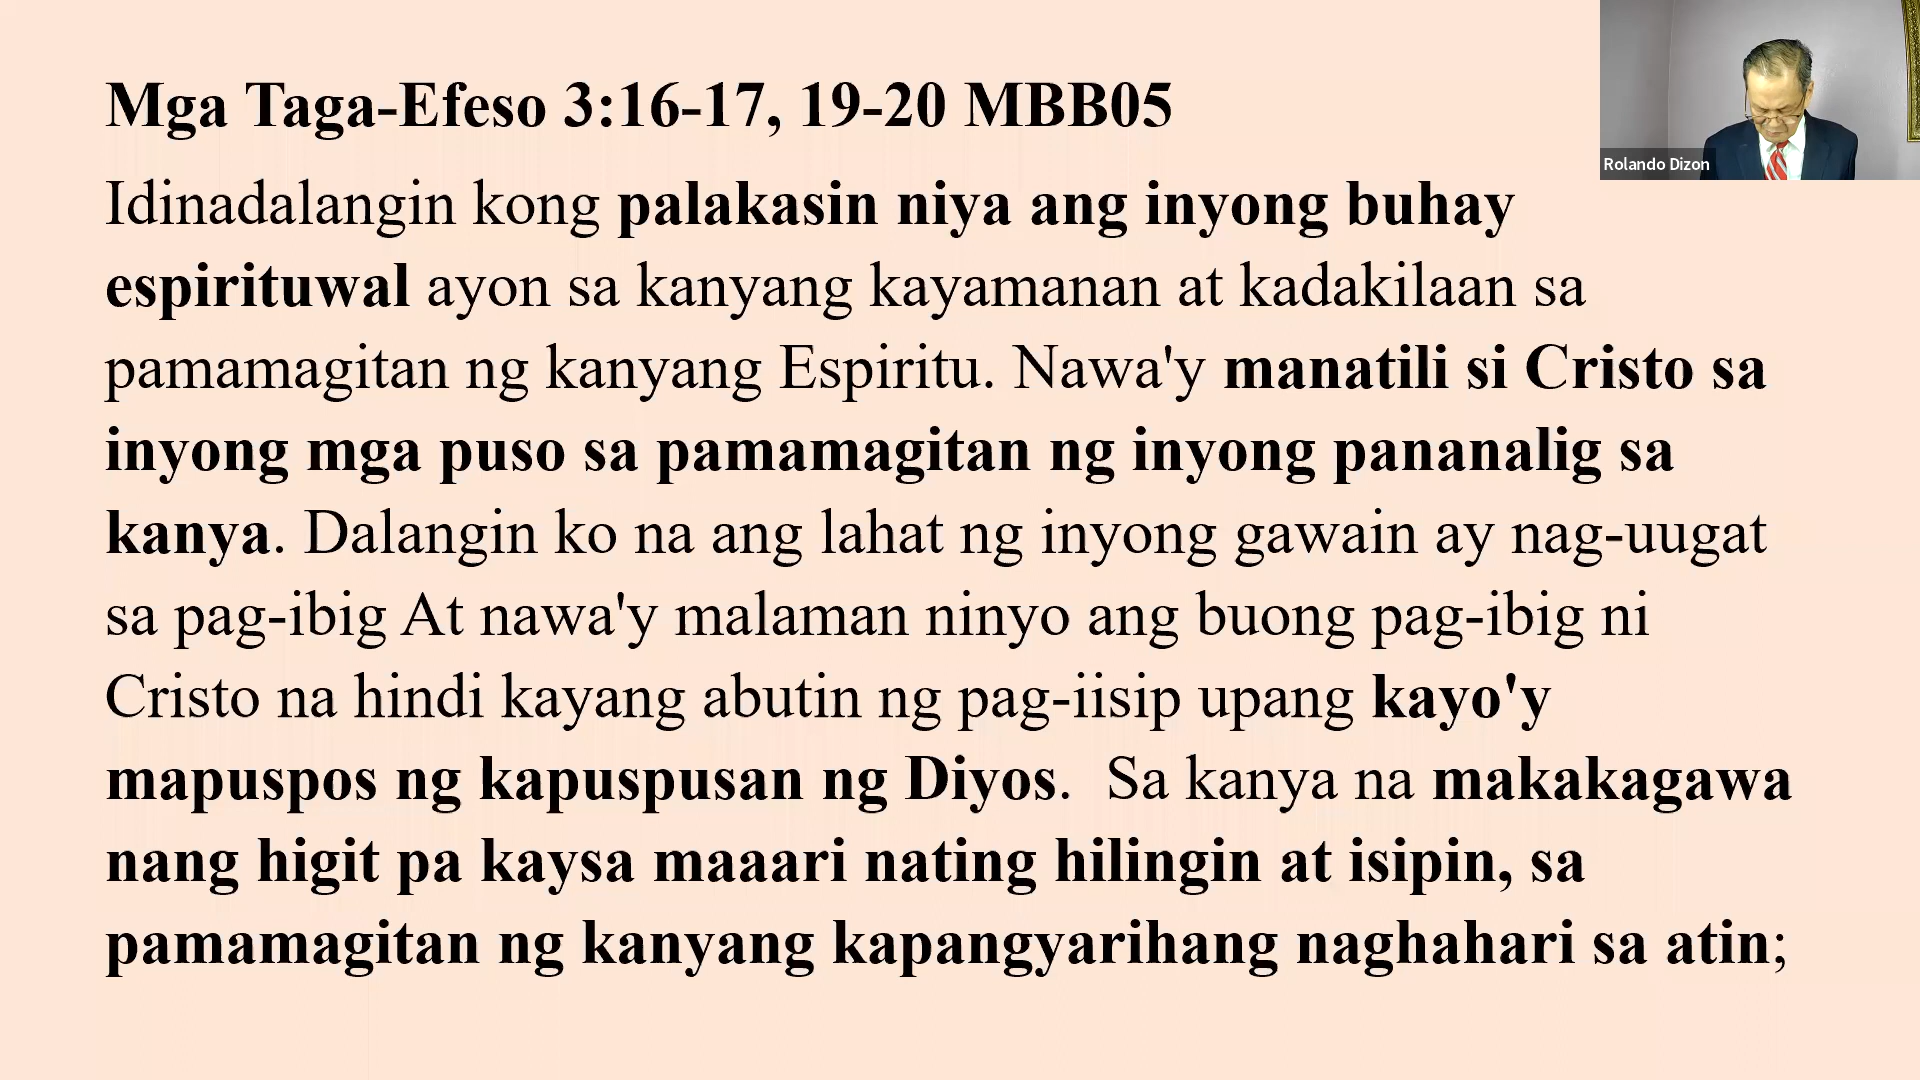 Mga Taga-Efeso 3:16-17, 19-20 MBB05
Idinadalangin kong palakasin niya ang inyong buhay
espirituwal ayon sa kanyang kayamanan at kadakilaan sa
pamamagitan ng kanyang Espiritu. Nawa'y manatili si Cristo sa
inyong mga puso sa pamamagitan ng inyong pananalig sa
kanya. Dalangin ko na ang lahat ng inyong gawain ay nag-uugat
sa pag-ibig At nawa'y malaman ninyo ang buong pag-ibig ni
Cristo na hindi kayang abutin ng pag-iisip upang kayo'y
mapuspos ng kapuspusan ng Diyos.  Sa kanya na makakagawa
nang higit pa kaysa maaari nating hilingin at isipin, sa
pamamagitan ng kanyang kapangyarihang naghahari sa atin;
Rolando Dizon